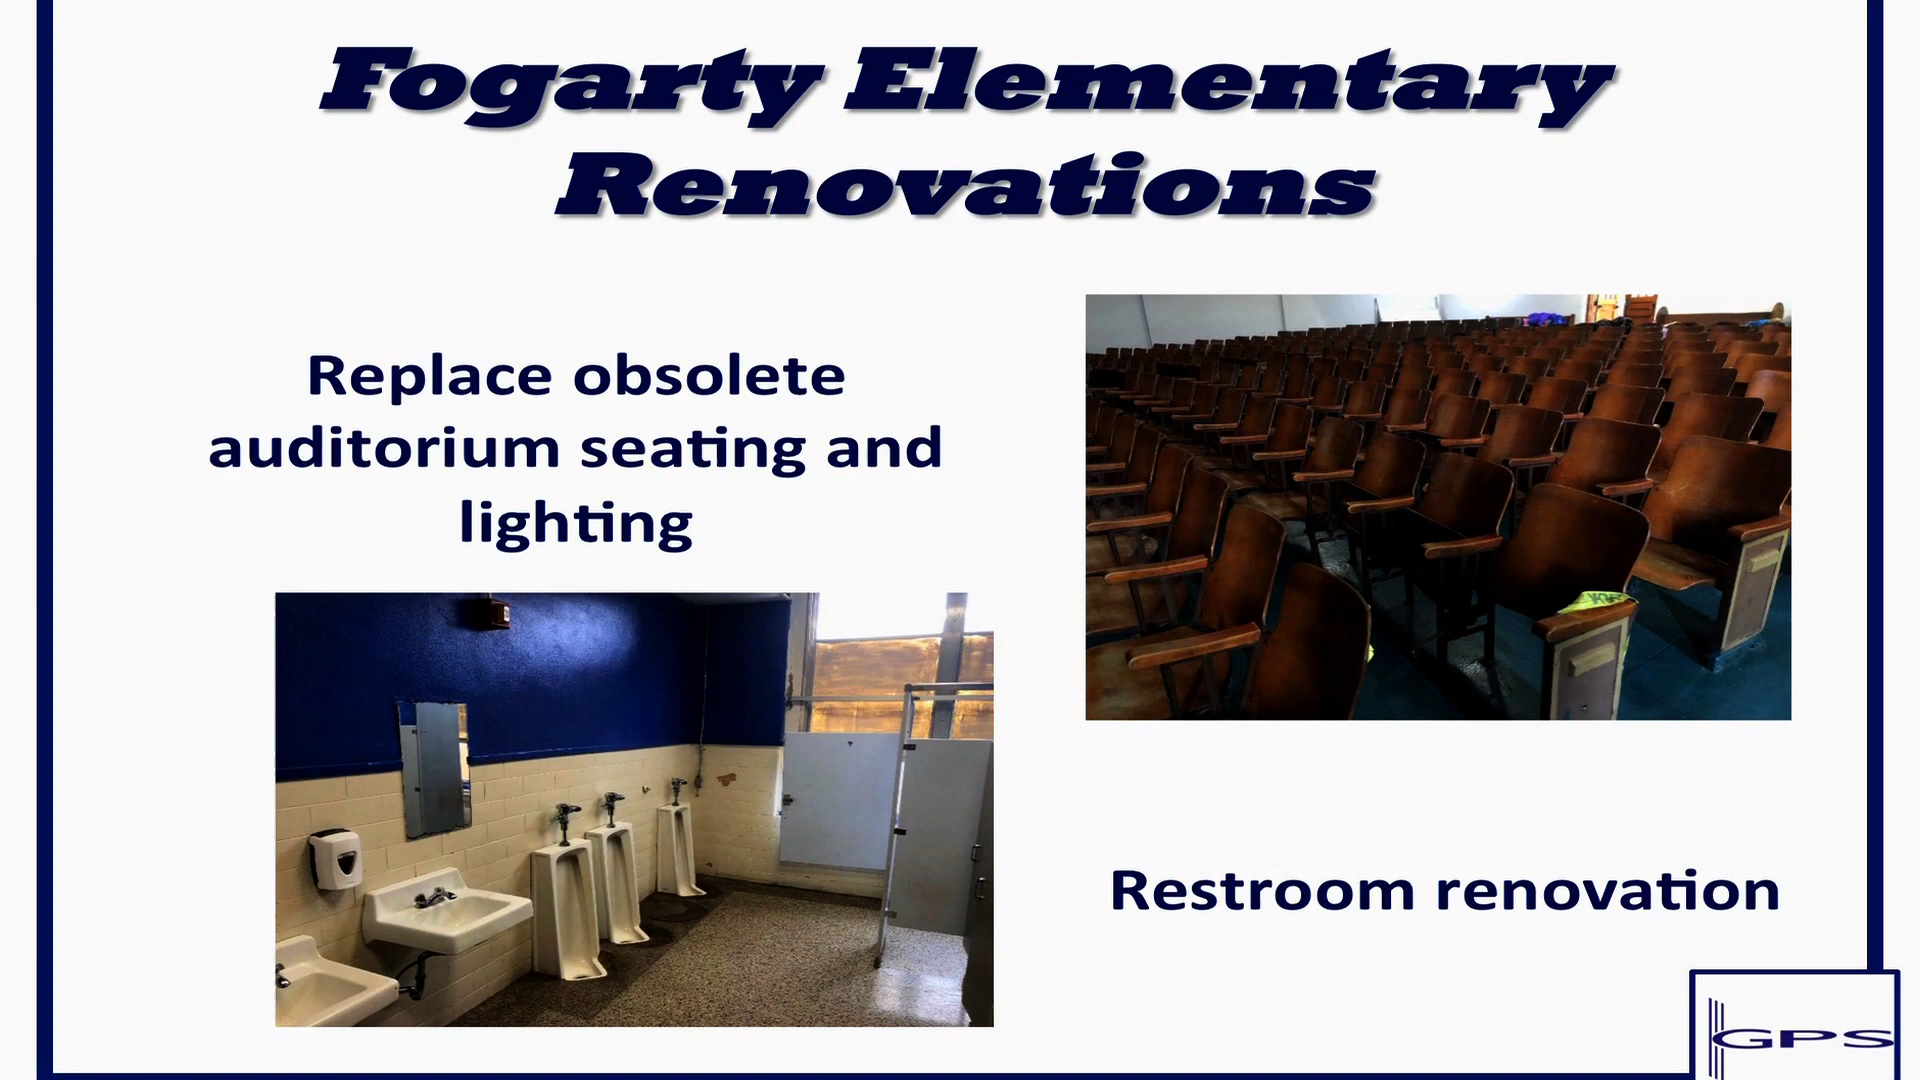 Fogarty Elementary
Renovations
Replace obsolete
auditorium seating and
lighting
Restroom renovation
GPS